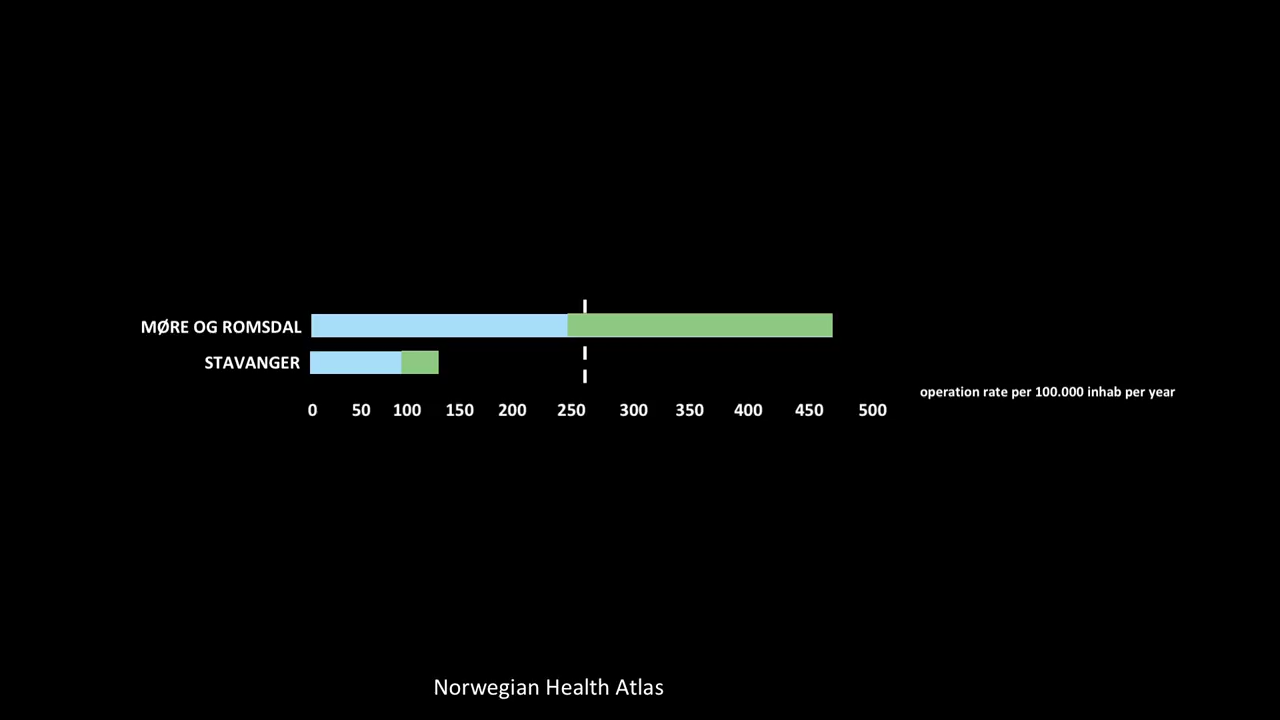 MØRE OG ROMSDAL
STAVANGER
0 50 100 150 200 250 300 350 400 450 500
operation rate per 100.000 inhab per year
Norwegian Health Atlas